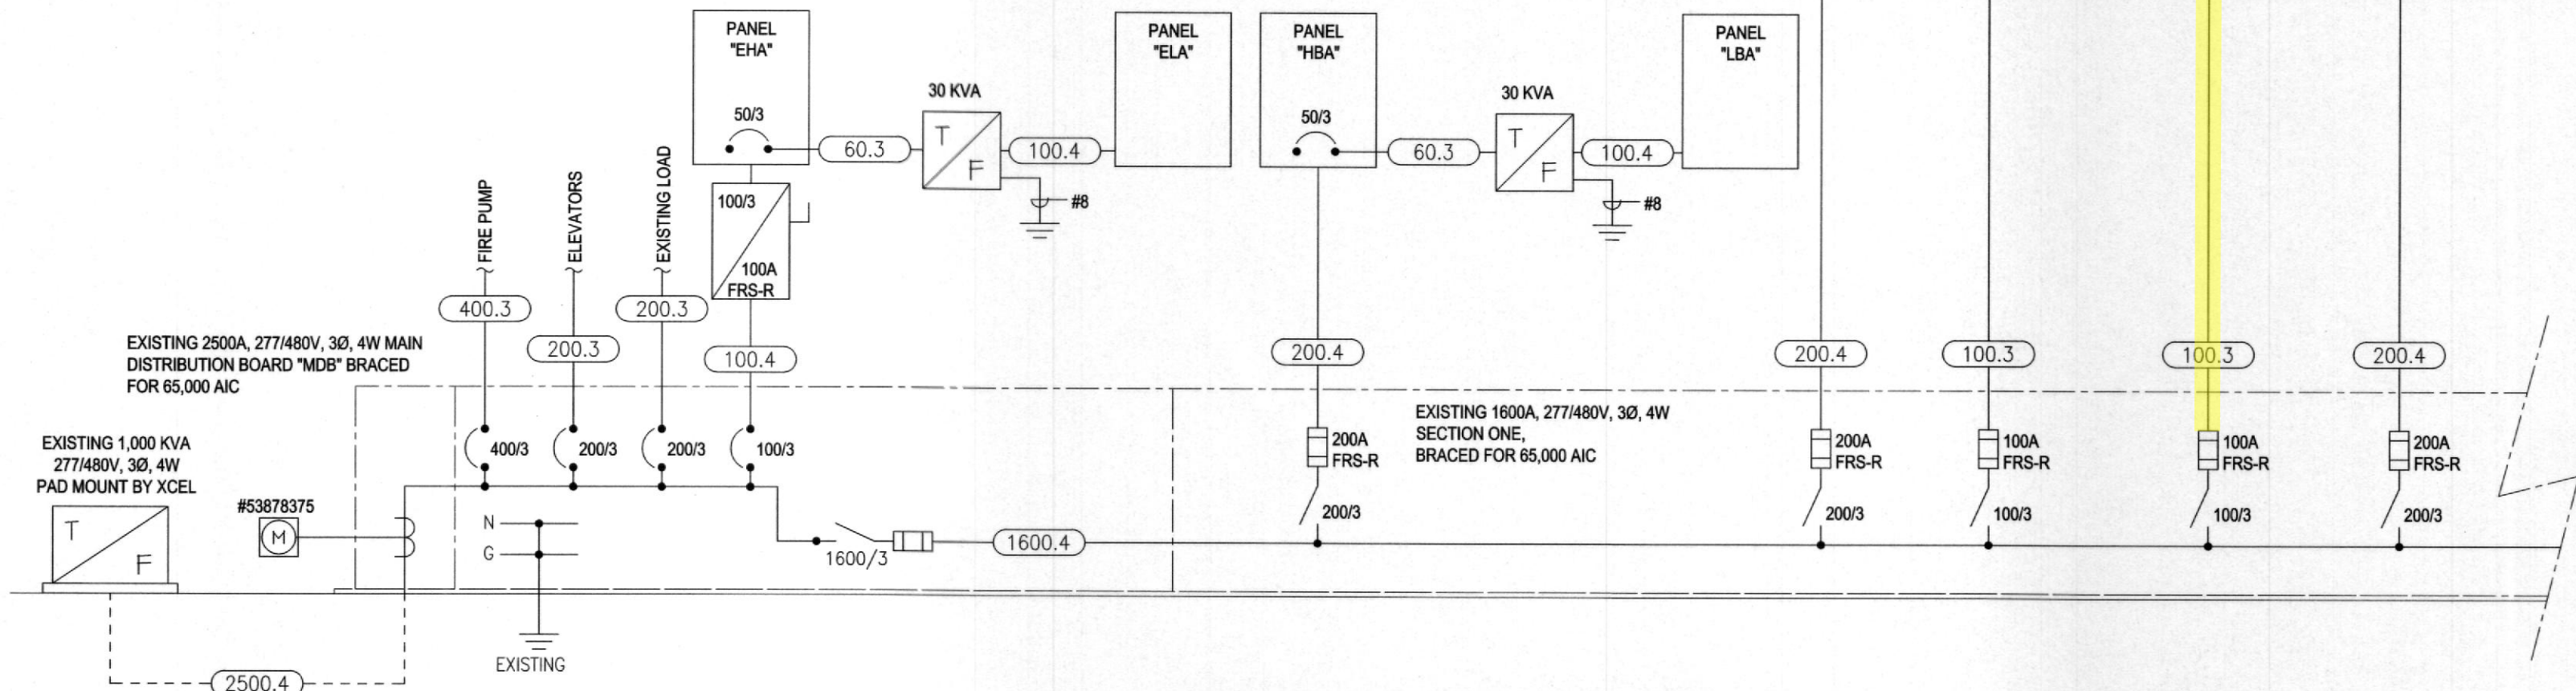 PANEL
"EHA"
50/3
60.3
30 KVA
T
F
100.4
#8
PANEL
"ELA"
PANEL
"HBA"
50/3
60.3
30 KVA
T
F
100.4
#8
PANEL
"LBA"
FIRE PUMP
ELEVATORS
EXISTING LOAD
100/3
100A
FRS-R
400.3
200.3
200.3
100.4
200.4
200.4
100.3
100.3
200.4
EXISTING 2500A, 277/480V, 3Ø, 4W MAIN
DISTRIBUTION BOARD "MDB" BRACED
FOR 65,000 AIC
EXISTING 1600A, 277/480V, 3Ø, 4W
SECTION ONE,
BRACED FOR 65,000 AIC
EXISTING 1,000 KVA
277/480V, 3Ø, 4W
PAD MOUNT BY XCEL
T
F
#53878375
M
400/3
200/3
200/3
100/3
N
G
EXISTING
1600/3
1600.4
200A
FRS-R
200/3
200A
FRS-R
200/3
100A
FRS-R
100/3
100A
FRS-R
100/3
200A
FRS-R
200/3
2500.4